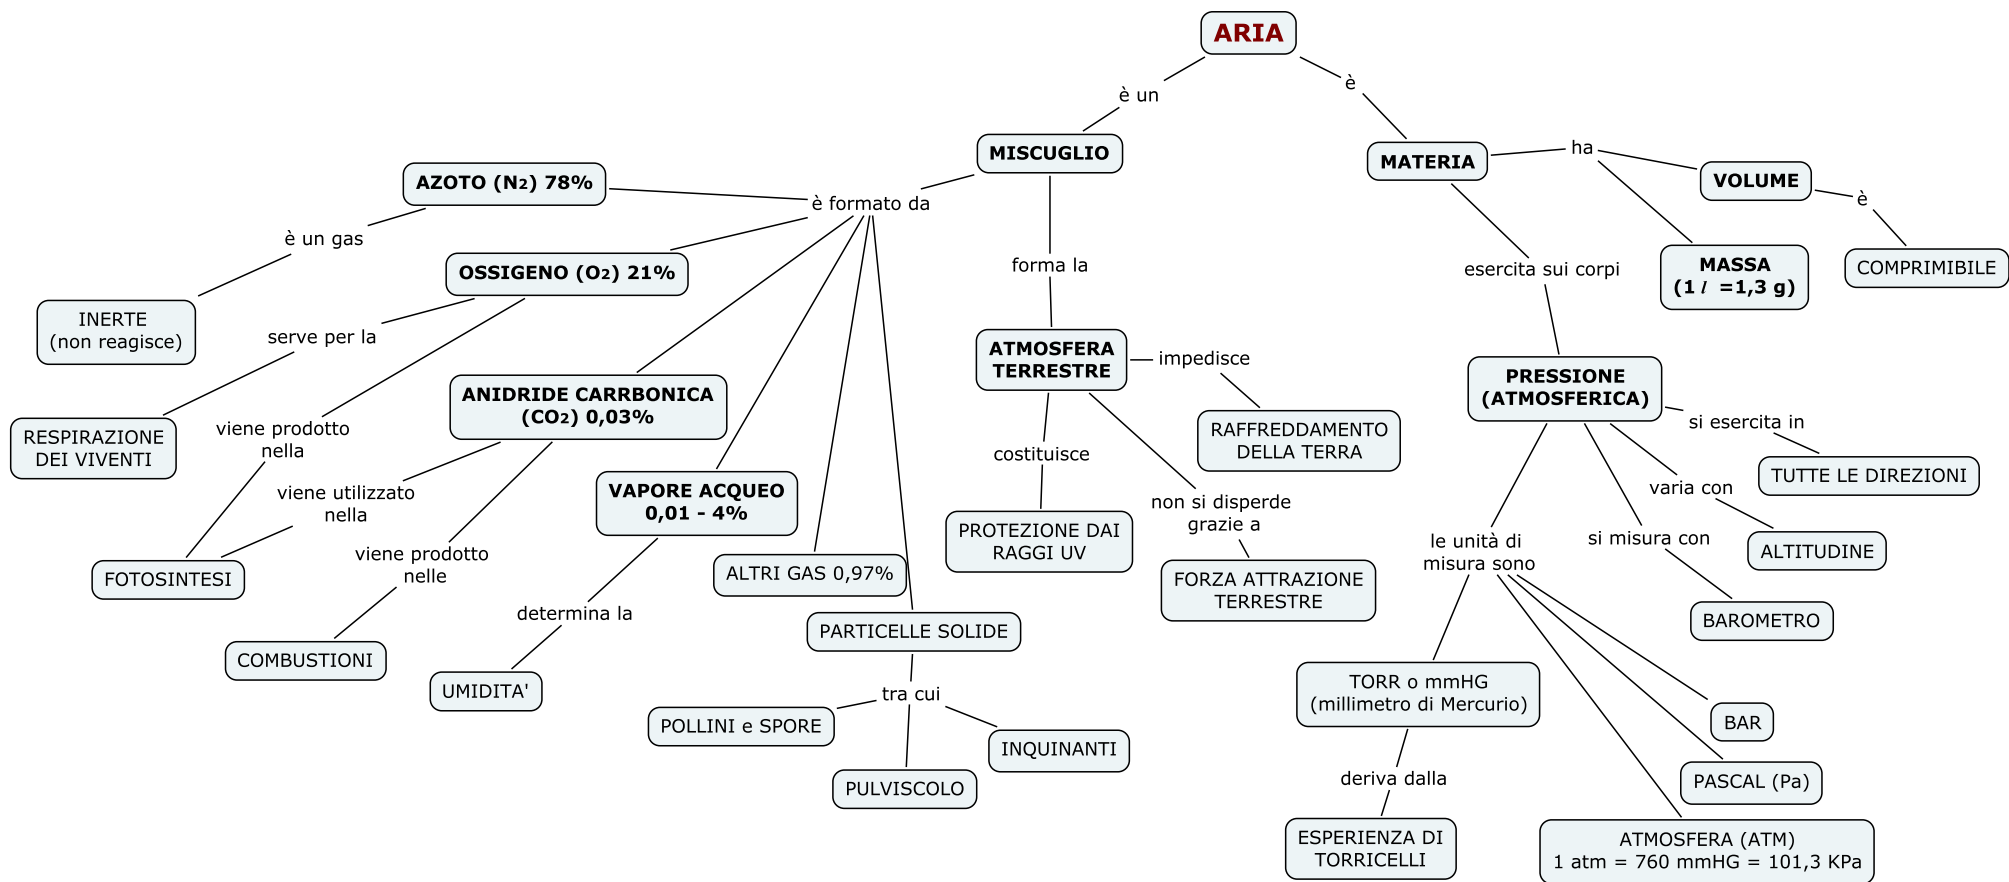 ARIA
è un
è
MISCUGLIO
MATERIA
ha
VOLUME
è
COMPRIMIBILE
MASSA
(1 l =1,3 g)
AZOTO (N2) 78%
è formato da
è un gas
INERTE
(non reagisce)
OSSIGENO (O2) 21%
serve per la
RESPIRAZIONE
DEI VIVENTI
viene prodotto
nella
FOTOSINTESI
ANIDRIDE CARRBONICA
(CO2) 0,03%
viene utilizzato
nella
viene prodotto
nelle
COMBUSTIONI
VAPORE ACQUEO
0,01 - 4%
determina la
UMIDITA'
ALTRI GAS 0,97%
PARTICELLE SOLIDE
tra cui
POLLINI e SPORE
PULVISCOLO
INQUINANTI
forma la
ATMOSFERA
TERRESTRE
impedisce
RAFFREDDAMENTO
DELLA TERRA
costituisce
PROTEZIONE DAI
RAGGI UV
non si disperde
grazie a
FORZA ATTRAZIONE
TERRESTRE
esercita sui corpi
PRESSIONE
(ATMOSFERICA)
si esercita in
TUTTE LE DIREZIONI
varia con
ALTITUDINE
si misura con
BAROMETRO
le unità di
misura sono
TORR o mmHG
(millimetro di Mercurio)
deriva dalla
ESPERIENZA DI
TORRICELLI
BAR
PASCAL (Pa)
ATMOSFERA (ATM)
1 atm = 760 mmHG = 101,3 KPa